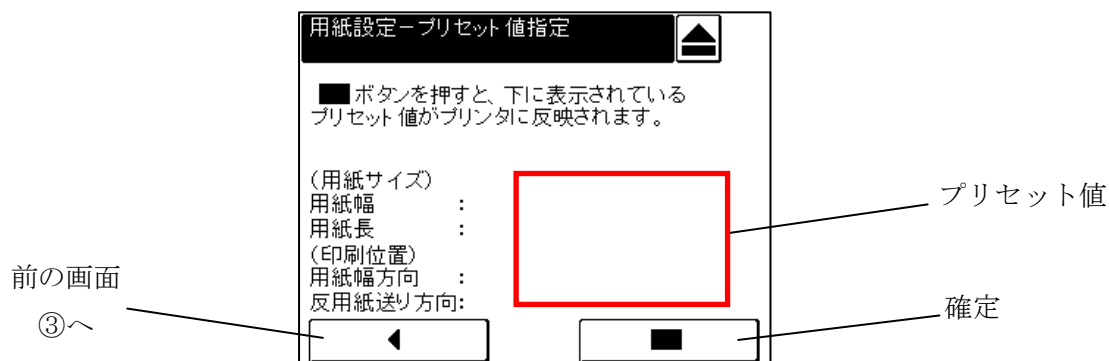 用紙設定－プリセット値指定
■ボタンを押すと、下に表示されている
プリセット値がプリンタに反映されます。
(用紙サイズ)
用紙幅　　　:
用紙長　　　:
(印刷位置)
用紙幅方向　:
反用紙送り方向:
プリセット値
前の画面
③へ
確定